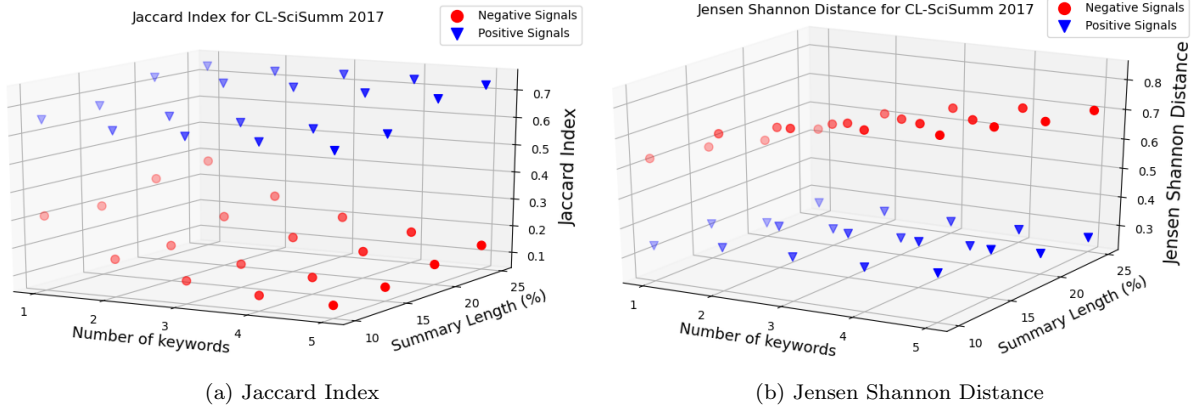 Jaccard Index for CL-SciSumm 2017
Negative Signals
Positive Signals
0.7
0.6
0.5
0.4
0.3
0.2
0.1
Jaccard Index
1
2
3
4
5
Number of keywords
10
15
20
25
Summary Length (%)
(a) Jaccard Index
Jensen Shannon Distance for CL-SciSumm 2017
Negative Signals
Positive Signals
0.8
0.7
0.6
0.5
0.4
0.3
Jensen Shannon Distance
1
2
3
4
5
Number of keywords
10
15
20
25
Summary Length (%)
(b) Jensen Shannon Distance